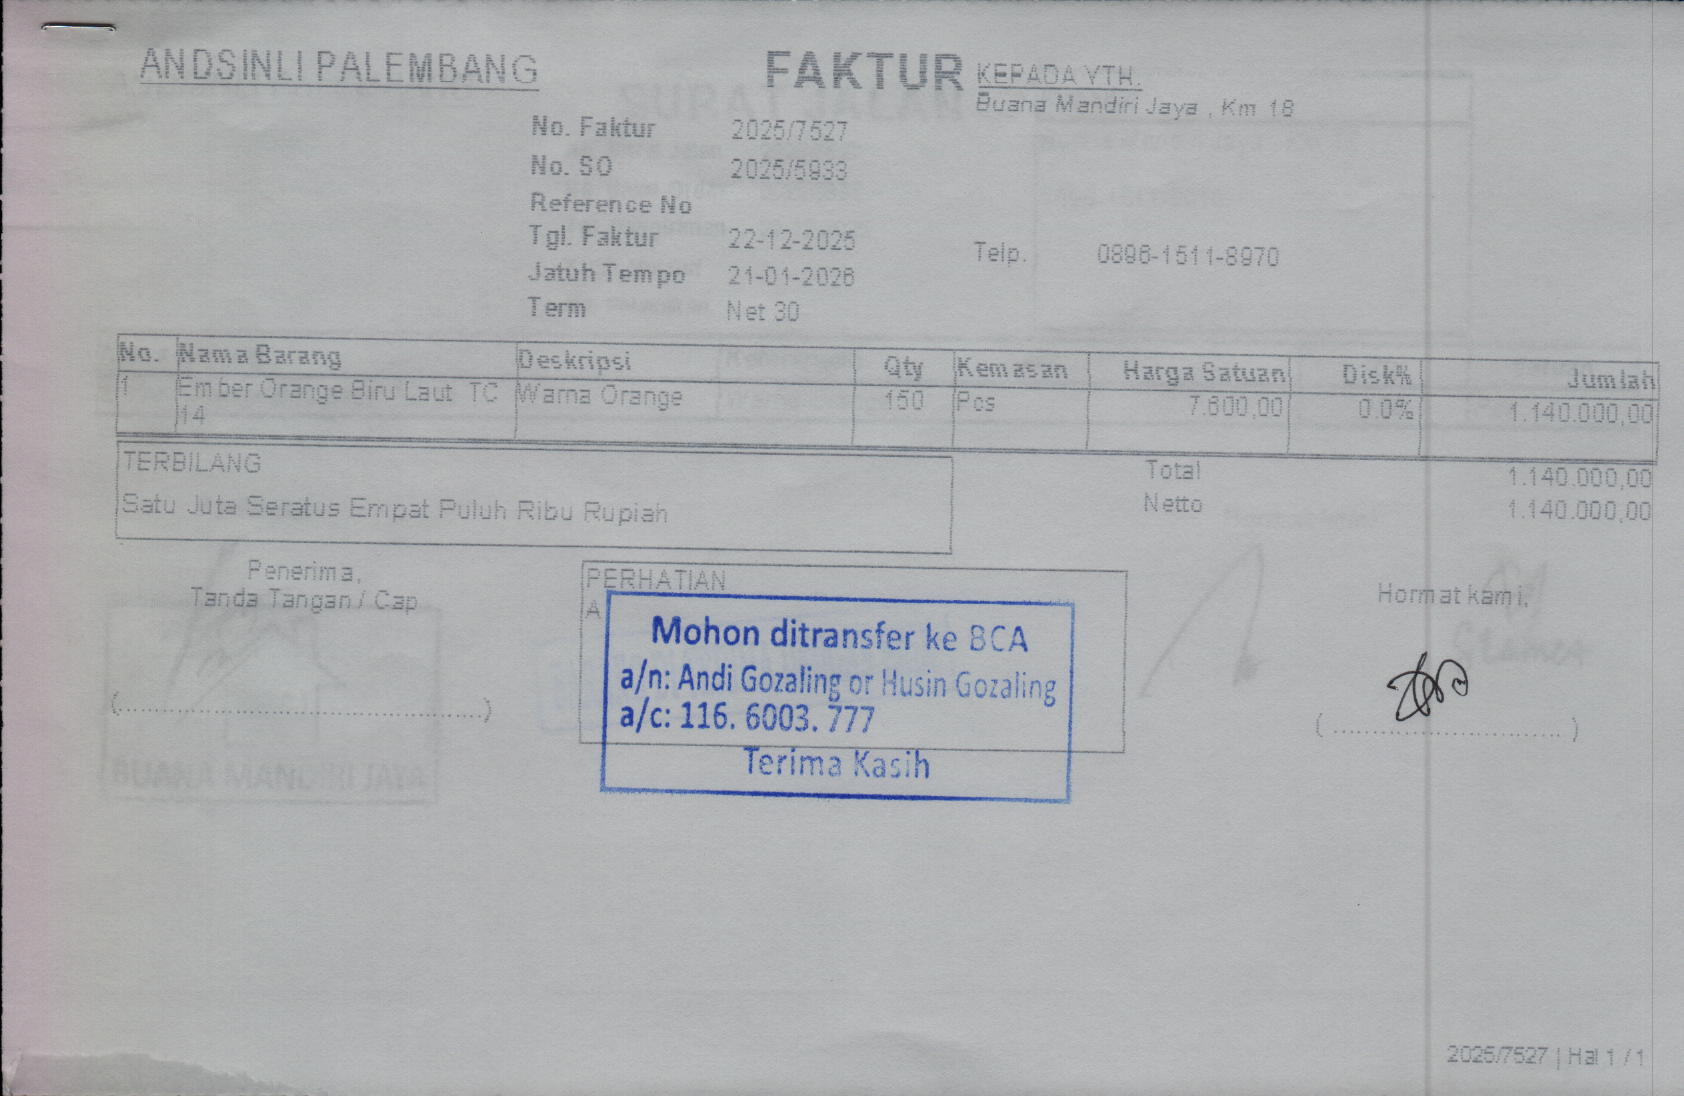 ANDSINLI PALEMBANG
FAKTUR
KEPADA YTH.
Buana Mandiri Jaya , Km 18
No. Faktur 2025/7527
No. SO 2025/5933
Reference No
Tgl. Faktur 22-12-2025
Telp. 0896-1511-8970
Jatuh Tempo 21-01-2026
Term Net 30
No. Nama Barang Deskripsi Qty Kemasan Harga Satuan Disk% Jumlah
1 Ember Orange Biru Laut TC Warna Orange 150 Pcs 7.600,00 0.0% 1.140.000,00
14
TERBILANG
Total 1.140.000,00
Satu Juta Seratus Empat Puluh Ribu Rupiah
Netto 1.140.000,00
Penerima,
Tanda Tangan / Cap
PERHATIAN
A
Hormat kami,
Mohon ditransfer ke BCA
a/n: Andi Gozaling or Husin Gozaling
a/c: 116. 6003. 777
Terima Kasih
(..................................................)
( ................................ )
BUANA MANDIRI JAYA
2025/7527 | Hal 1 / 1